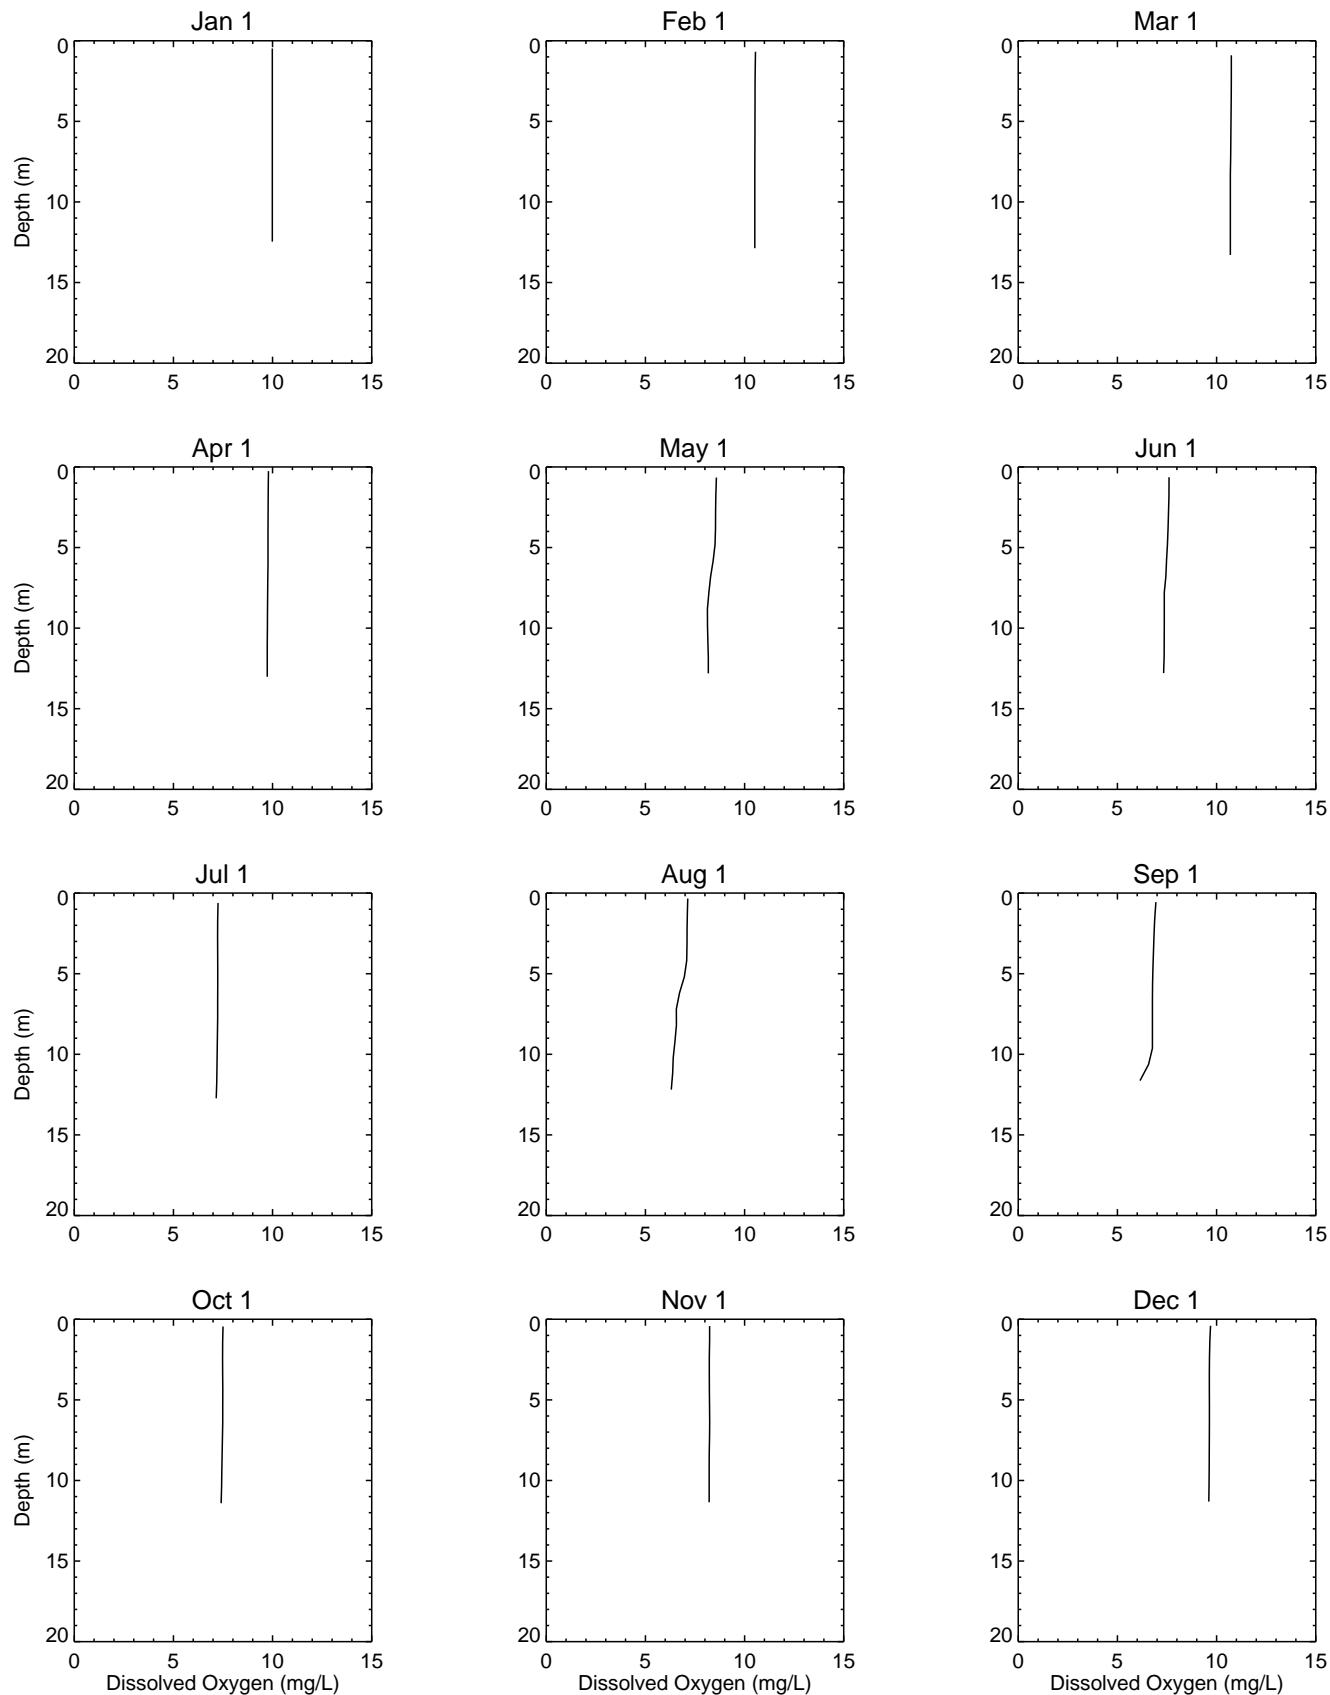 Jan 1 Feb 1 Mar 1
0 0 0
5 5 5
Depth (m)
10 10 10
15 15 15
20 20 20
0 5 10 15 0 5 10 15 0 5 10 15
Apr 1 May 1 Jun 1
0 0 0
5 5 5
Depth (m)
10 10 10
15 15 15
20 20 20
0 5 10 15 0 5 10 15 0 5 10 15
Jul 1 Aug 1 Sep 1
0 0 0
5 5 5
Depth (m)
10 10 10
15 15 15
20 20 20
0 5 10 15 0 5 10 15 0 5 10 15
Oct 1 Nov 1 Dec 1
0 0 0
5 5 5
Depth (m)
10 10 10
15 15 15
20 20 20
0 5 10 15 0 5 10 15 0 5 10 15
Dissolved Oxygen (mg/L) Dissolved Oxygen (mg/L) Dissolved Oxygen (mg/L)